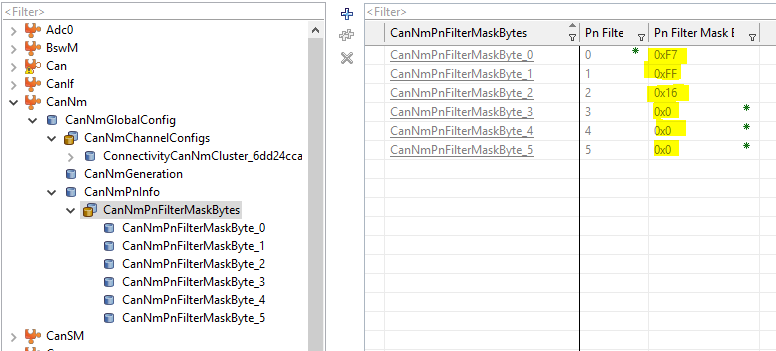 <Filter>
Adc0
BswM
Can
CanIf
CanNm
CanNmGlobalConfig
CanNmChannelConfigs
ConnectivityCanNmCluster_6dd24cca
CanNmGeneration
CanNmPnInfo
CanNmPnFilterMaskBytes
CanNmPnFilterMaskByte_0
CanNmPnFilterMaskByte_1
CanNmPnFilterMaskByte_2
CanNmPnFilterMaskByte_3
CanNmPnFilterMaskByte_4
CanNmPnFilterMaskByte_5
CanSM
<Filter>
CanNmPnFilterMaskBytes Pn Filte Pn Filter Mask E
CanNmPnFilterMaskByte_0 0 * 0xF7
CanNmPnFilterMaskByte_1 1 0xFF
CanNmPnFilterMaskByte_2 2 0x16
CanNmPnFilterMaskByte_3 3 0x0 *
CanNmPnFilterMaskByte_4 4 0x0 *
CanNmPnFilterMaskByte_5 5 0x0 *